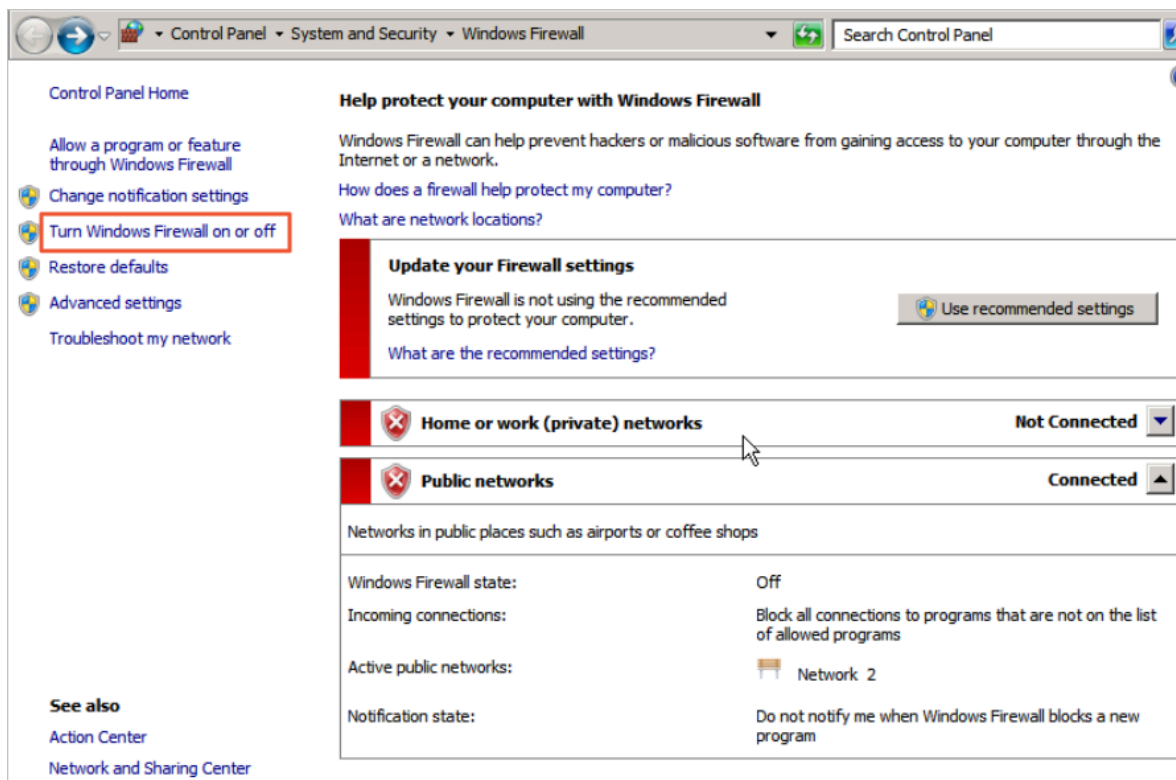 Control Panel System and Security Windows Firewall
Search Control Panel
Control Panel Home
Allow a program or feature
through Windows Firewall
Change notification settings
Turn Windows Firewall on or off
Restore defaults
Advanced settings
Troubleshoot my network
See also
Action Center
Network and Sharing Center
Help protect your computer with Windows Firewall
Windows Firewall can help prevent hackers or malicious software from gaining access to your computer through the
Internet or a network.
How does a firewall help protect my computer?
What are network locations?
Update your Firewall settings
Windows Firewall is not using the recommended
settings to protect your computer.
Use recommended settings
What are the recommended settings?
Home or work (private) networks Not Connected
Public networks Connected
Networks in public places such as airports or coffee shops
Windows Firewall state: Off
Incoming connections: Block all connections to programs that are not on the list
of allowed programs
Active public networks: Network 2
Notification state: Do not notify me when Windows Firewall blocks a new
program